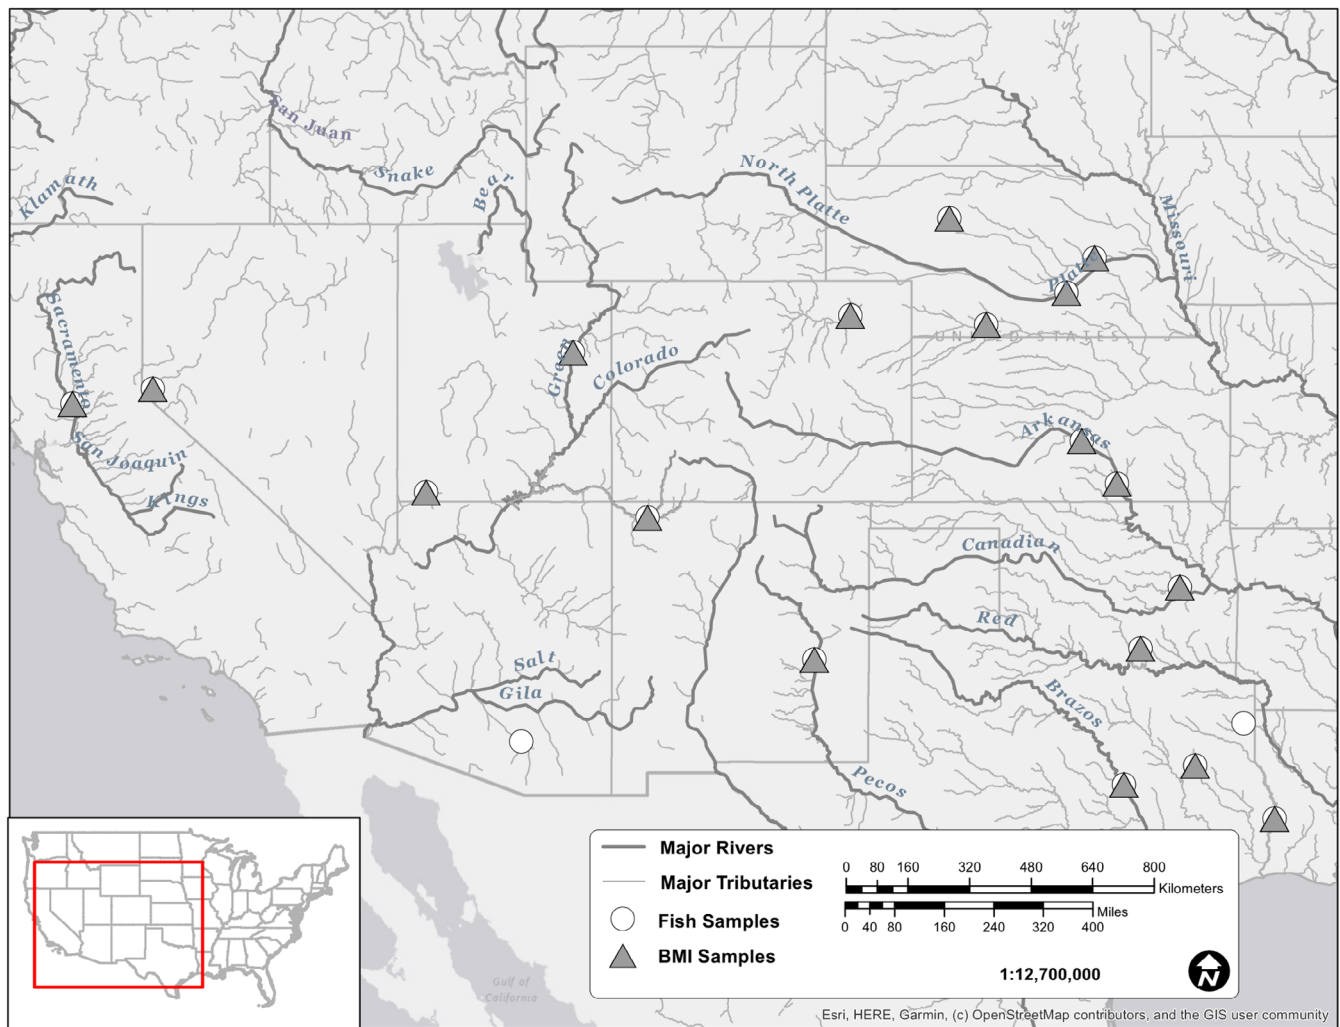 San Juan
Snake
Bear
Klamath
North Platte
Missouri
Platte
UNITED STATES
Sacramento
Green
Colorado
San Joaquin
Kings
Arkansas
Canadian
Red
Salt
Gila
Brazos
Pecos
Major Rivers
Major Tributaries
Fish Samples
BMI Samples
0 80 160 320 480 640 800
Kilometers
Miles
0 40 80 160 240 320 400
1:12,700,000
N
Gulf of
California
Esri, HERE, Garmin, (c) OpenStreetMap contributors, and the GIS user community